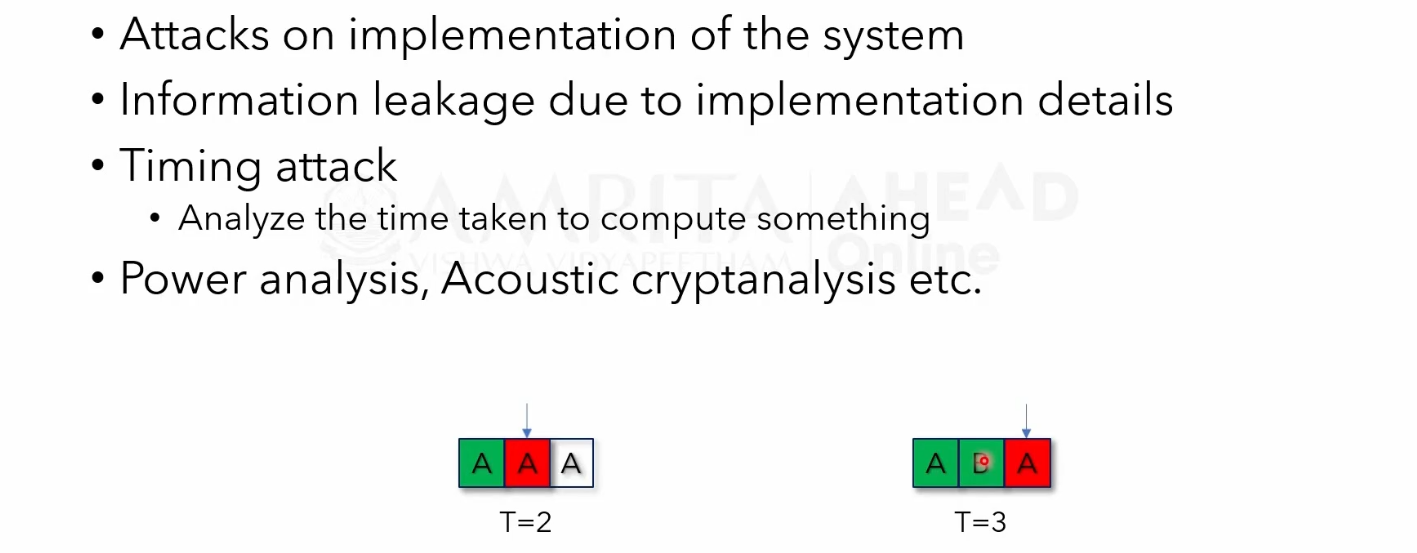 • Attacks on implementation of the system
• Information leakage due to implementation details
• Timing attack
• Analyze the time taken to compute something
• Power analysis, Acoustic cryptanalysis etc.
AMRITA AHEAD
VISHWA VIDYAPEETHAM Online
A A A A B A
T=2 T=3